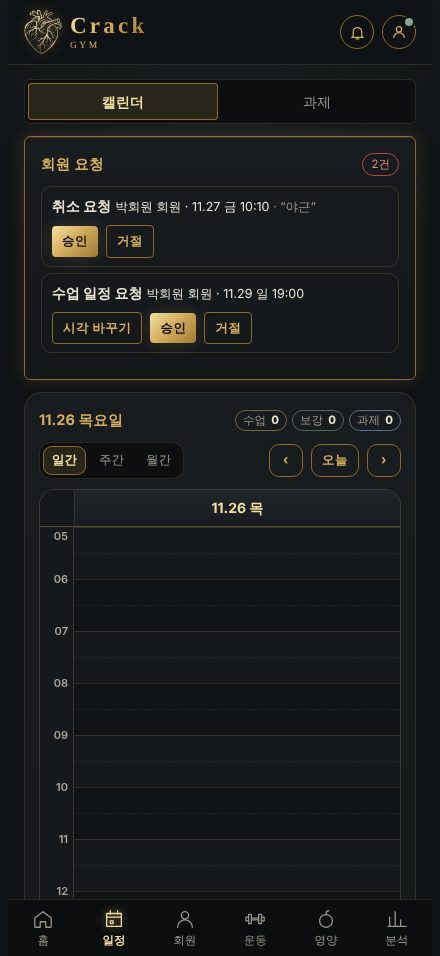 Crack
GYM
캘린더 과제
회원 요청 2건
취소 요청 박회원 회원 · 11.27 금 10:10 · “야근”
승인 거절
수업 일정 요청 박회원 회원 · 11.29 일 19:00
시각 바꾸기 승인 거절
11.26 목요일 수업 0 보강 0 과제 0
일간 주간 월간 ‹ 오늘 ›
11.26 목
05
06
07
08
09
10
11
12
홈 일정 회원 운동 영양 분석